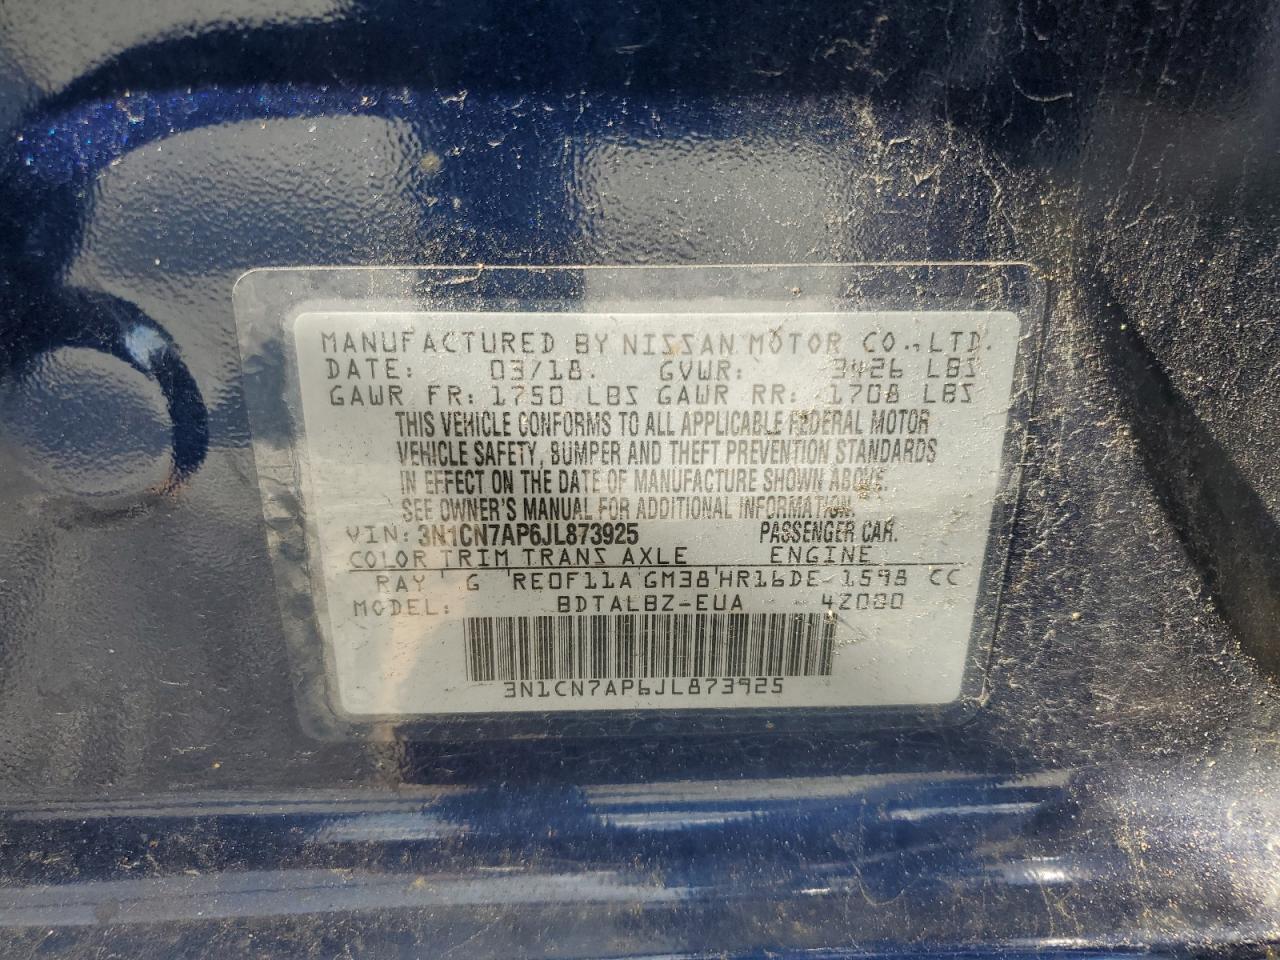 MANUFACTURED BY NISSAN MOTOR CO., LTD.
DATE: 03/18. GVWR: 3426 LBS
GAWR FR: 1750 LBS GAWR RR: 1708 LBS
THIS VEHICLE CONFORMS TO ALL APPLICABLE FEDERAL MOTOR
VEHICLE SAFETY, BUMPER AND THEFT PREVENTION STANDARDS
IN EFFECT ON THE DATE OF MANUFACTURE SHOWN ABOVE.
SEE OWNER'S MANUAL FOR ADDITIONAL INFORMATION.
VIN: 3N1CN7AP6JL873925 PASSENGER CAR.
COLOR TRIM TRANS AXLE ENGINE
RAY G RE0F11A GM38 HR16DE 1598 CC
MODEL: BDTALBZ-EUA 4Z000
3N1CN7AP6JL873925